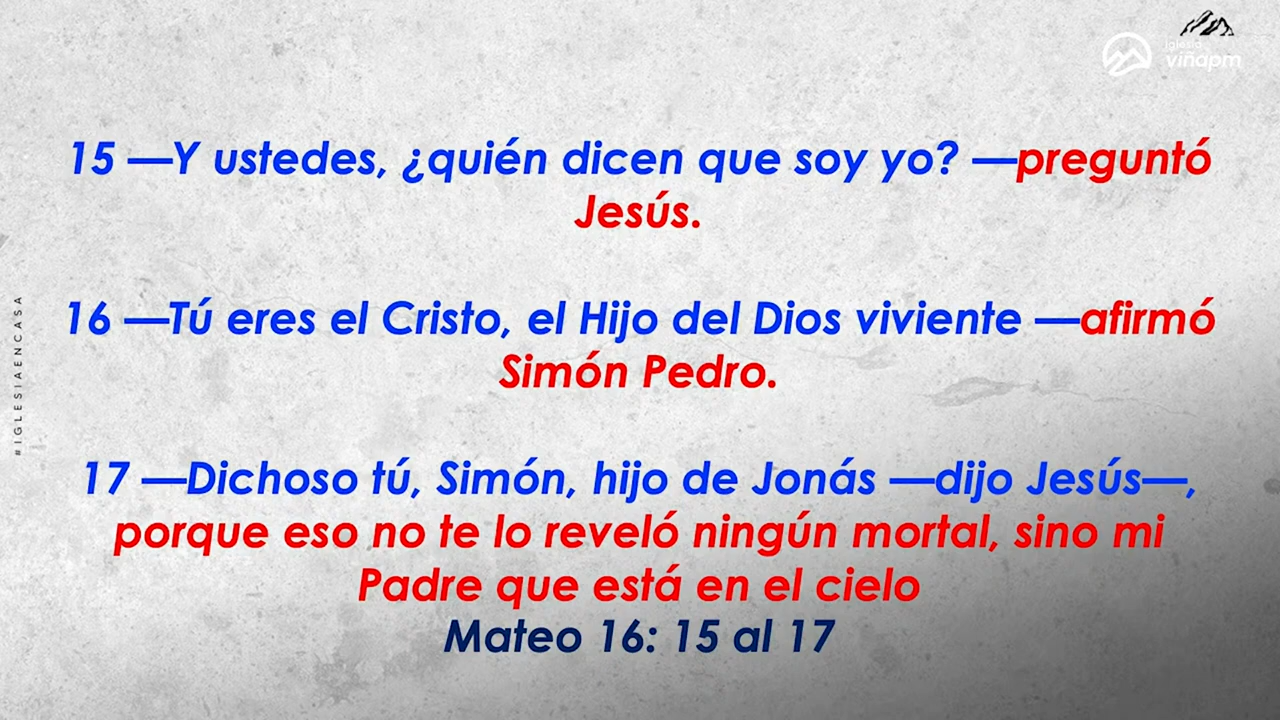 Iglesia
viñapm
15 —Y ustedes, ¿quién dicen que soy yo? —preguntó
Jesús.
16 —Tú eres el Cristo, el Hijo del Dios viviente —afirmó
Simón Pedro.
17 —Dichoso tú, Simón, hijo de Jonás —dijo Jesús—,
porque eso no te lo reveló ningún mortal, sino mi
Padre que está en el cielo
Mateo 16: 15 al 17
#IGLESIAENCASA